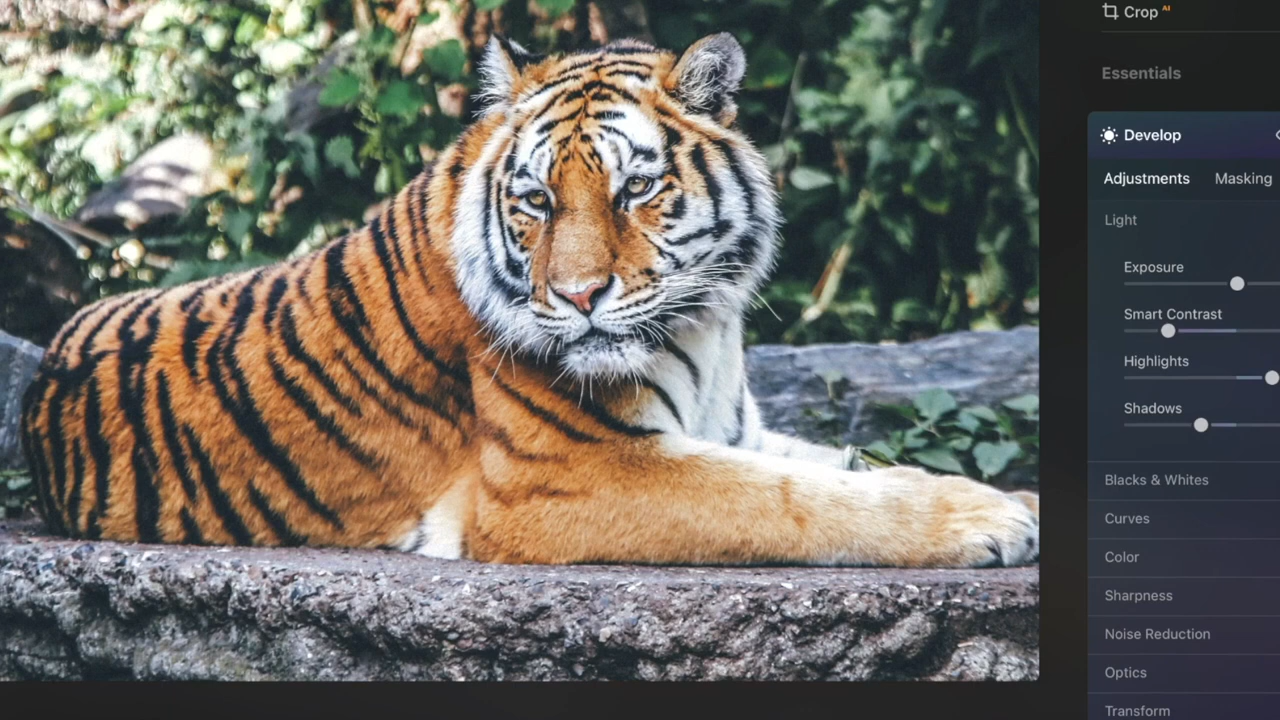 Crop AI
Essentials
Develop
Adjustments Masking
Light
Exposure
Smart Contrast
Highlights
Shadows
Blacks & Whites
Curves
Color
Sharpness
Noise Reduction
Optics
Transform